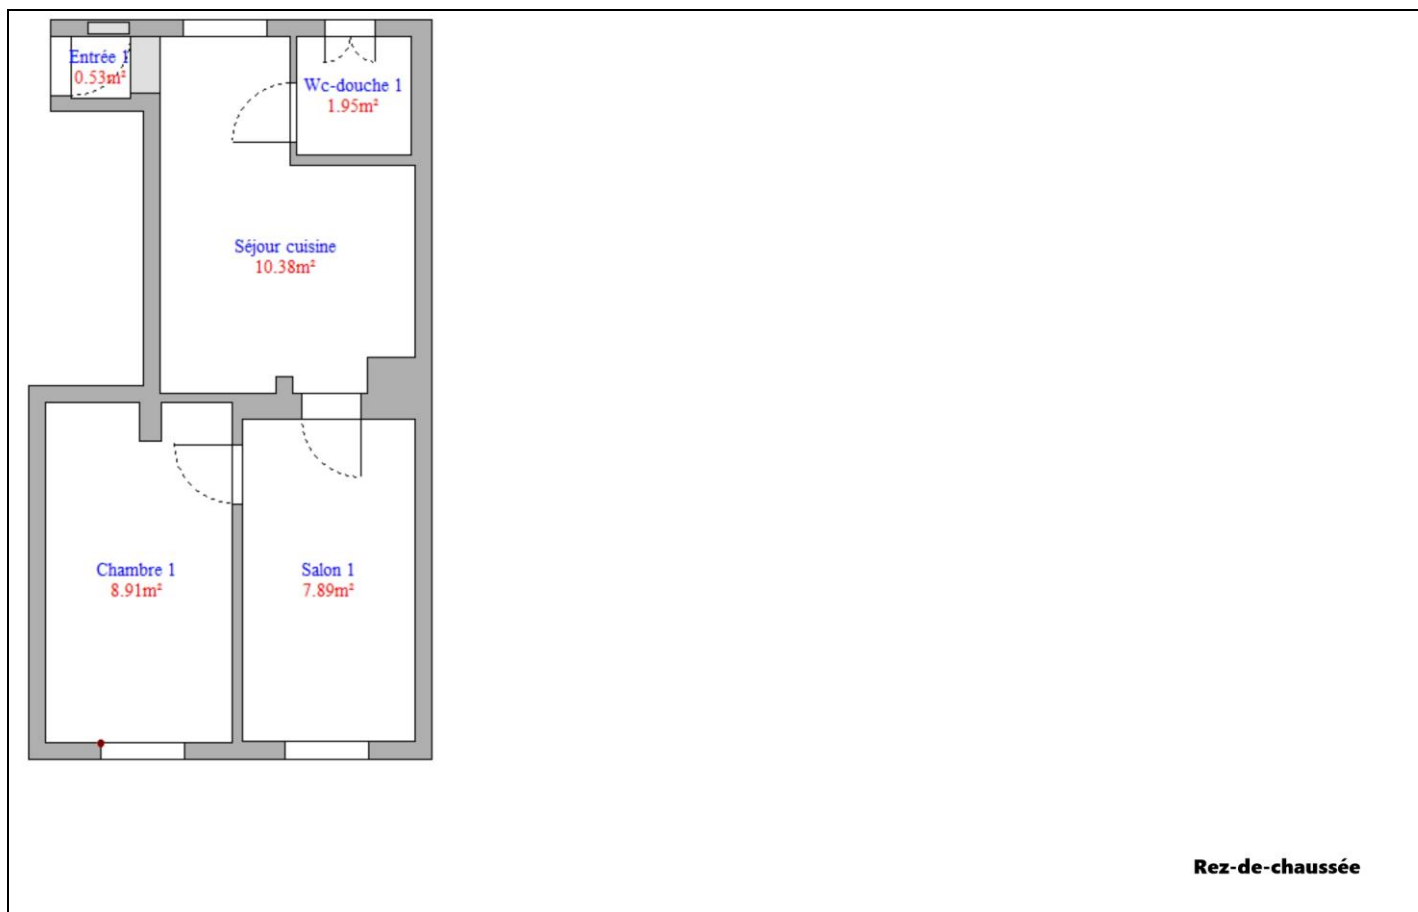 Entrée 1
0.53m²
Wc-douche 1
1.95m²
Séjour cuisine
10.38m²
Chambre 1
8.91m²
Salon 1
7.89m²
Rez-de-chaussée